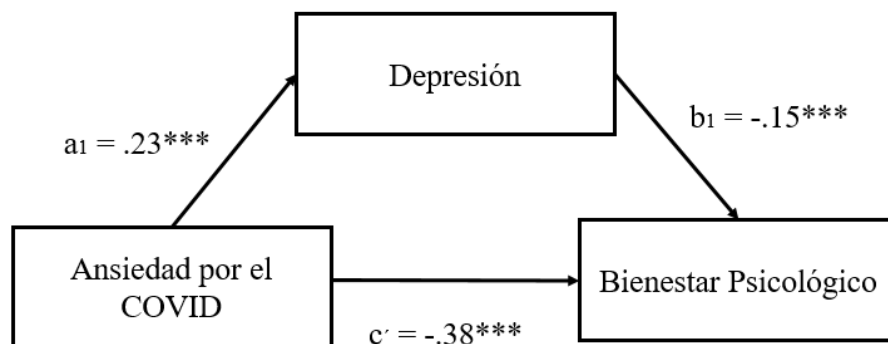 Depresión
a1 = .23***
b1 = -.15***
Ansiedad por el
COVID
Bienestar Psicológico
c´ = -.38***